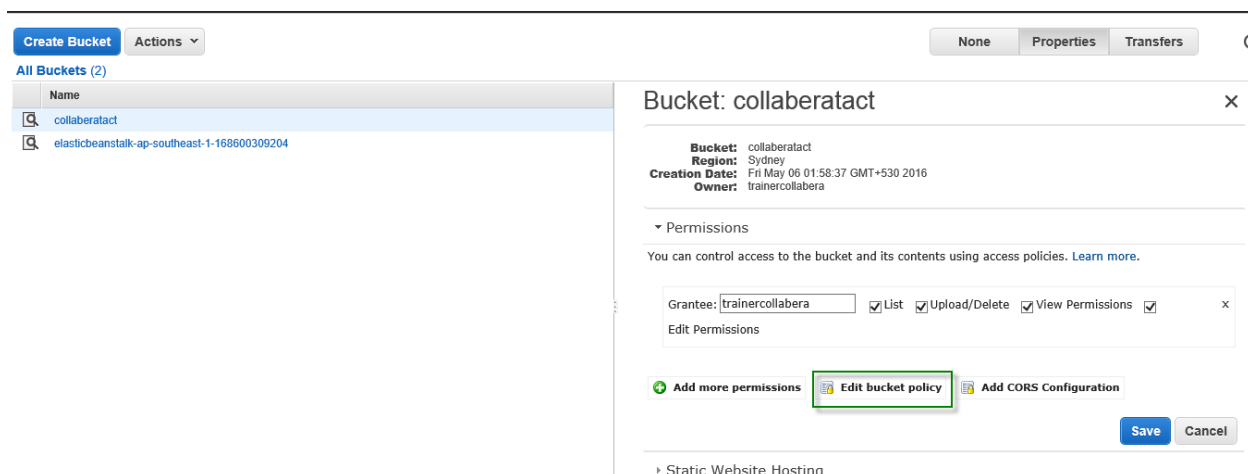 Create Bucket Actions None Properties Transfers
All Buckets (2)
Name
collaberatact
elasticbeanstalk-ap-southeast-1-168600309204
Bucket: collaberatact
Bucket: collaberatact
Region: Sydney
Creation Date: Fri May 06 01:58:37 GMT+530 2016
Owner: trainercollabera
Permissions
You can control access to the bucket and its contents using access policies. Learn more.
Grantee: trainercollabera List Upload/Delete View Permissions x
Edit Permissions
Add more permissions Edit bucket policy Add CORS Configuration
Save Cancel
Static Website Hosting